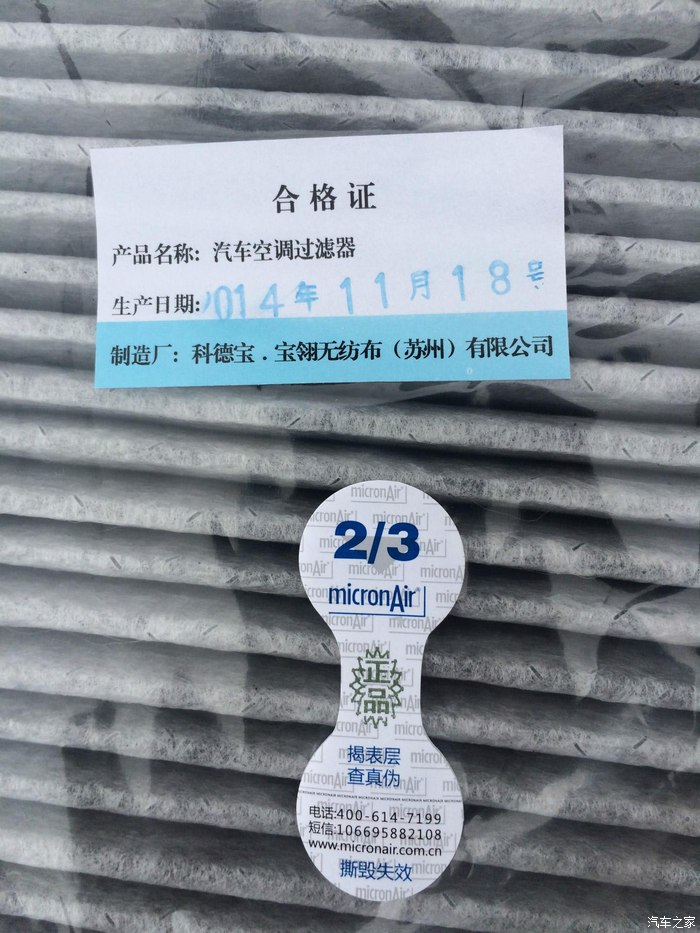 合格证
产品名称: 汽车空调过滤器
生产日期: 2014年11月18号
制造厂: 科德宝.宝翎无纺布(苏州)有限公司
micronAir
2/3
micronAir
正品
揭表层
查真伪
电话:400-614-7199
短信:106695882108
www.micronair.com.cn
撕毁失效
micronAir
汽车之家